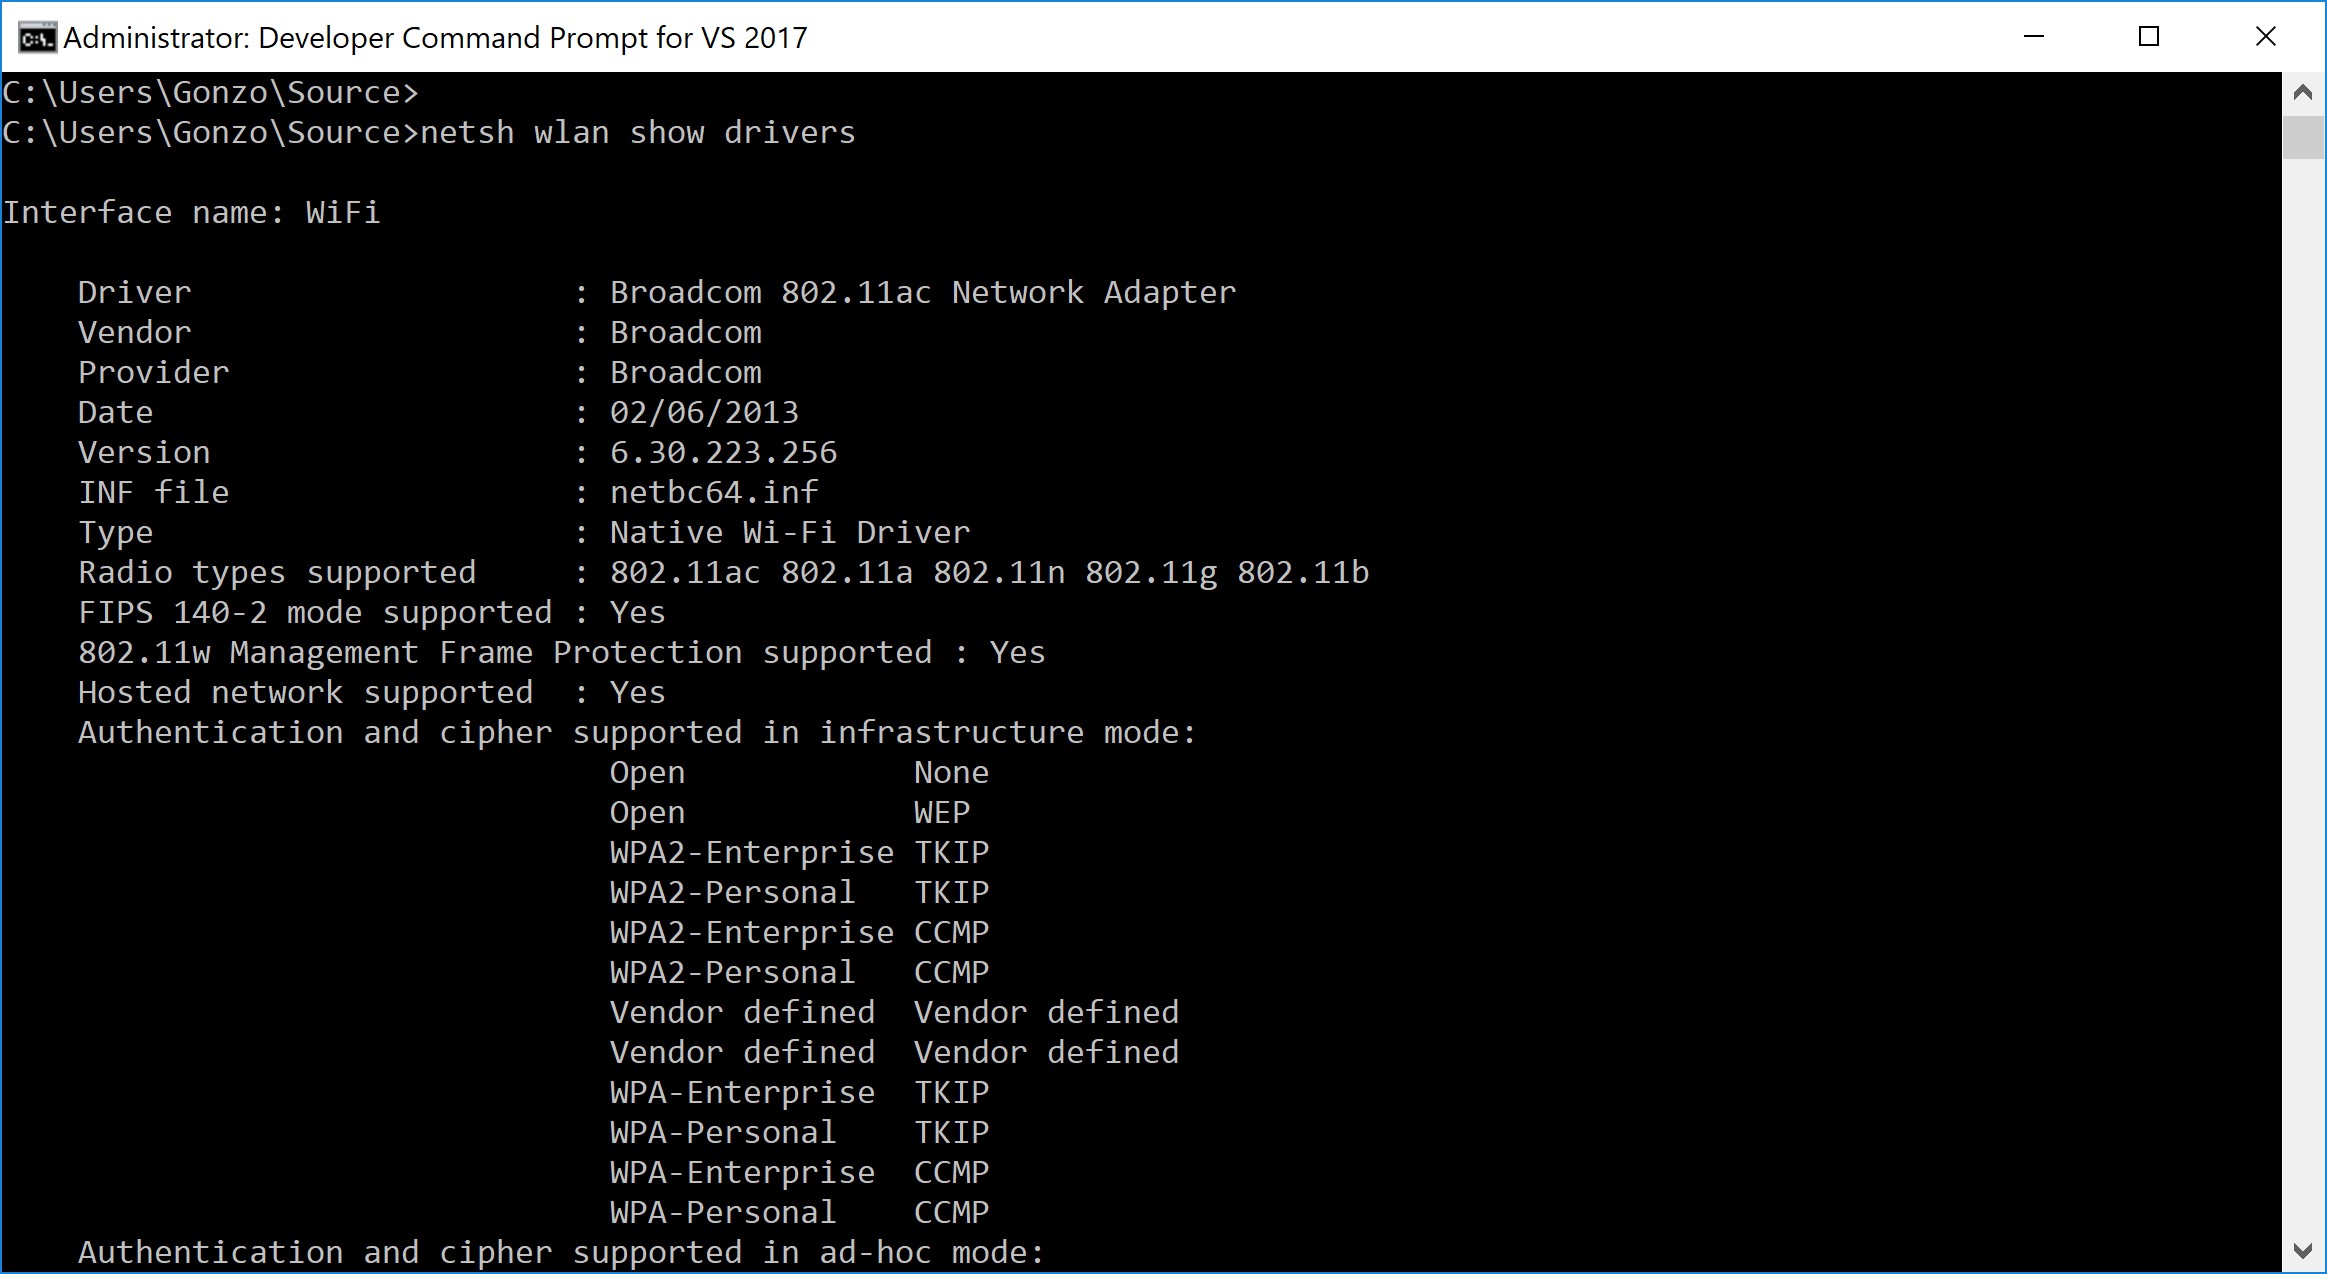 Administrator: Developer Command Prompt for VS 2017
C:\Users\Gonzo\Source>
C:\Users\Gonzo\Source>netsh wlan show drivers
Interface name: WiFi
Driver : Broadcom 802.11ac Network Adapter
Vendor : Broadcom
Provider : Broadcom
Date : 02/06/2013
Version : 6.30.223.256
INF file : netbc64.inf
Type : Native Wi-Fi Driver
Radio types supported : 802.11ac 802.11a 802.11n 802.11g 802.11b
FIPS 140-2 mode supported : Yes
802.11w Management Frame Protection supported : Yes
Hosted network supported : Yes
Authentication and cipher supported in infrastructure mode:
Open None
Open WEP
WPA2-Enterprise TKIP
WPA2-Personal TKIP
WPA2-Enterprise CCMP
WPA2-Personal CCMP
Vendor defined Vendor defined
Vendor defined Vendor defined
WPA-Enterprise TKIP
WPA-Personal TKIP
WPA-Enterprise CCMP
WPA-Personal CCMP
Authentication and cipher supported in ad-hoc mode: